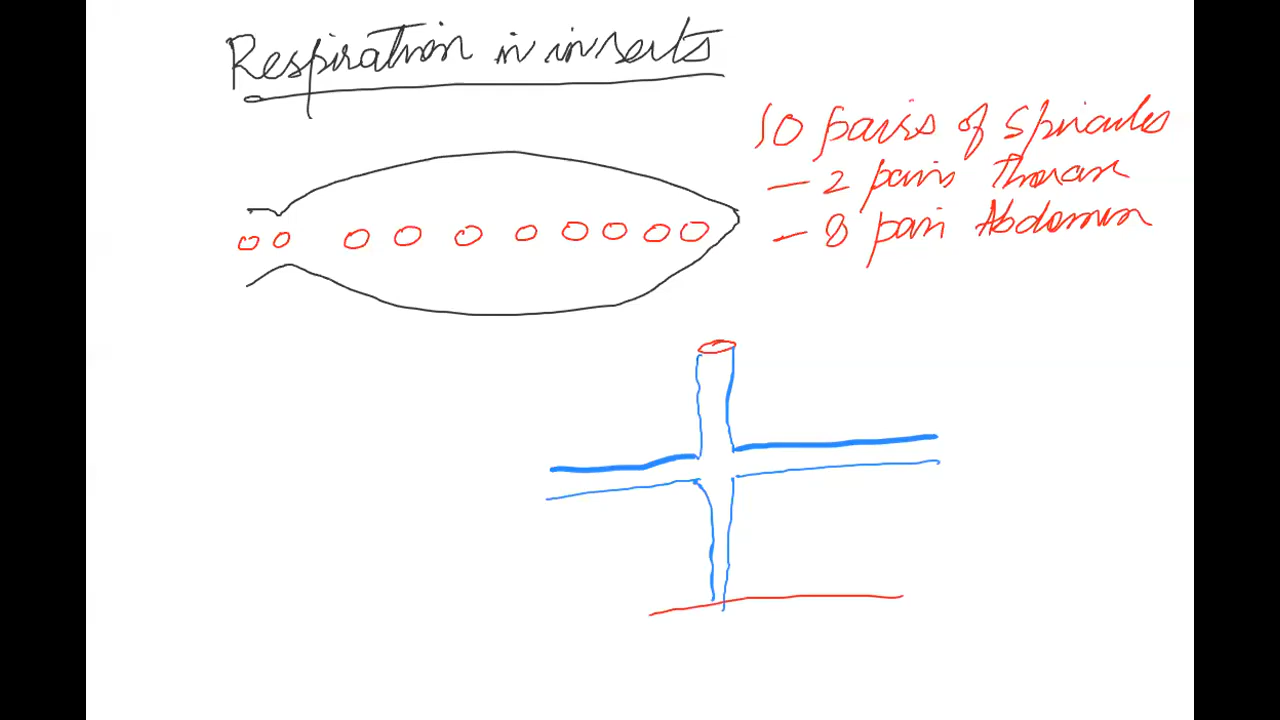 Respiration in insects
10 pairs of Spiracles
- 2 pairs Thorax
- 8 pair Abdomen